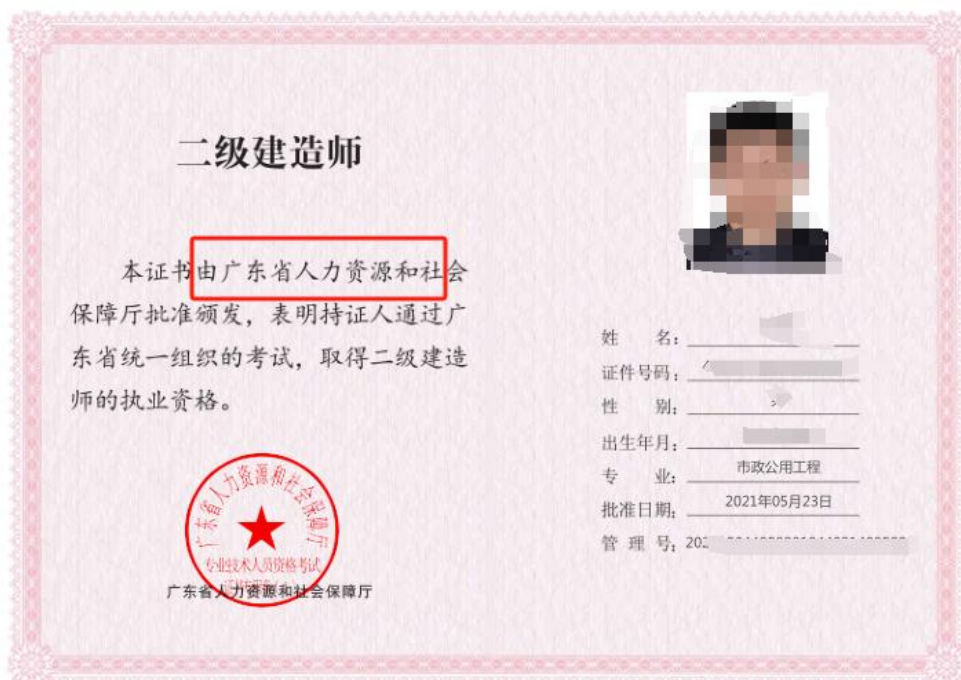 二级建造师
本证书由广东省人力资源和社会
保障厅批准颁发，表明持证人通过广
东省统一组织的考试，取得二级建造
师的执业资格。
广东省人力资源和社会保障厅
专业技术人员资格考试
广东省人力资源和社会保障厅
姓 名：
证件号码：
性 别：
出生年月：
专 业：市政公用工程
批准日期：2021年05月23日
管 理 号：202